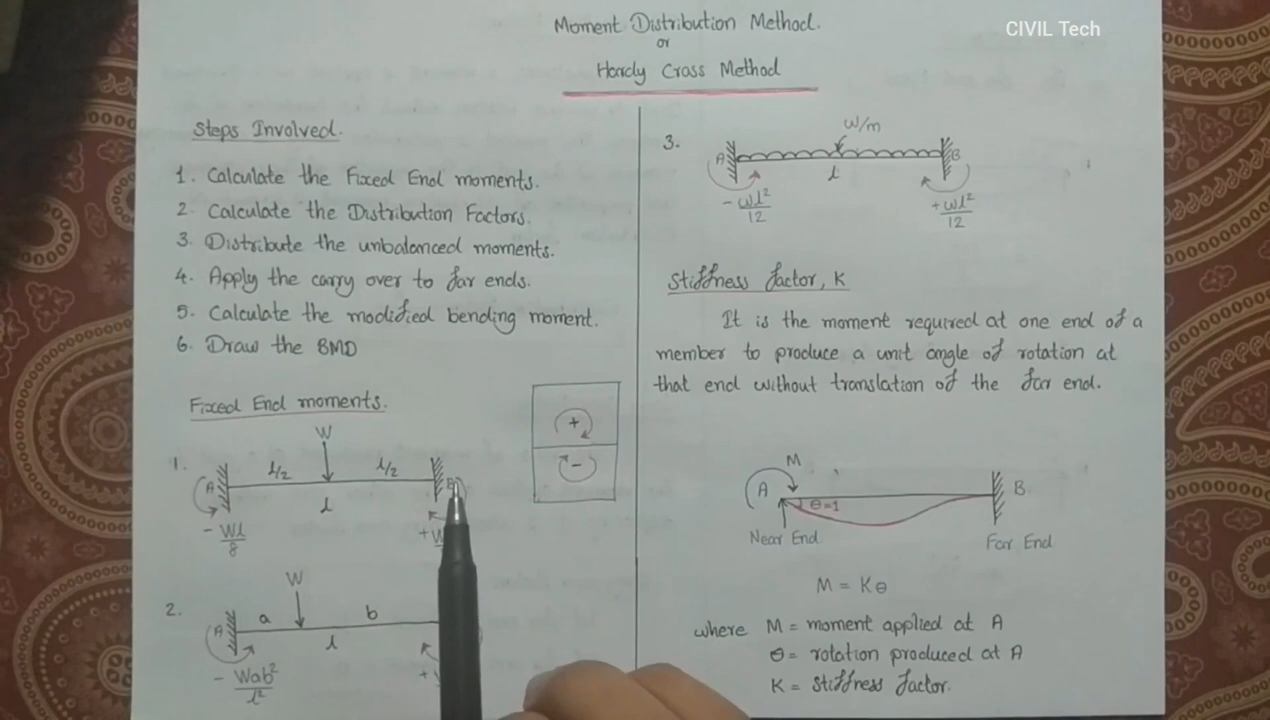 CIVIL Tech
Moment Distribution Method.
or
Hardy Cross Method
Steps Involved.
1. Calculate the Fixed End moments.
2. Calculate the Distribution Factors.
3. Distribute the unbalanced moments.
4. Apply the carry over to far ends.
5. Calculate the modified bending moment.
6. Draw the BMD
Fixed End moments.
+
-
1.
W
l/2 l/2
A B
l
- Wl/8
+W
2.
W
a b
A
l
- Wab²/l²
+
3.
W/m
A B
l
- wl²/12 + wl²/12
Stiffness factor, K
It is the moment required at one end of a
member to produce a unit angle of rotation at
that end without translation of the far end.
M
A B
θ=1
Near End Far End
M = Kθ
where M = moment applied at A
θ = rotation produced at A
K = Stiffness factor.